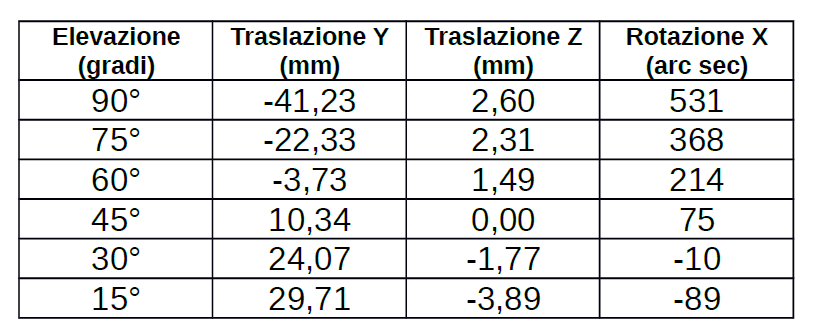 Elevazione Traslazione Y Traslazione Z Rotazione X
(gradi) (mm) (mm) (arc sec)
90° -41,23 2,60 531
75° -22,33 2,31 368
60° -3,73 1,49 214
45° 10,34 0,00 75
30° 24,07 -1,77 -10
15° 29,71 -3,89 -89